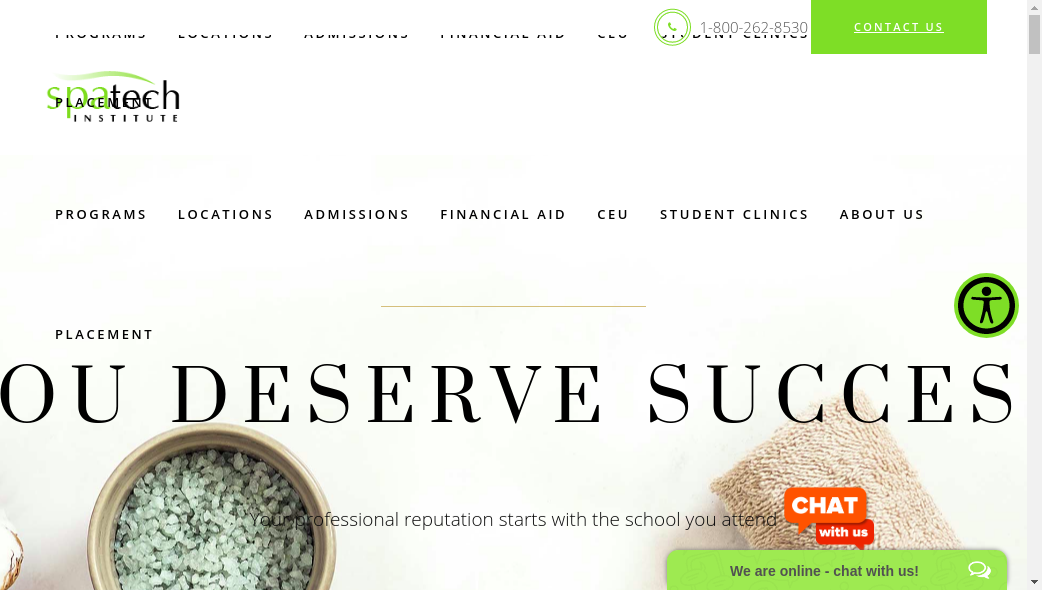 1-800-262-8530
CONTACT US
PROGRAMS LOCATIONS ADMISSIONS FINANCIAL AID CEU STUDENT CLINICS
spatech
INSTITUTE
PLACEMENT
PROGRAMS LOCATIONS ADMISSIONS FINANCIAL AID CEU STUDENT CLINICS ABOUT US
PLACEMENT
OU DESERVE SUCCES
Your professional reputation starts with the school you attend
CHAT
with us
We are online - chat with us!